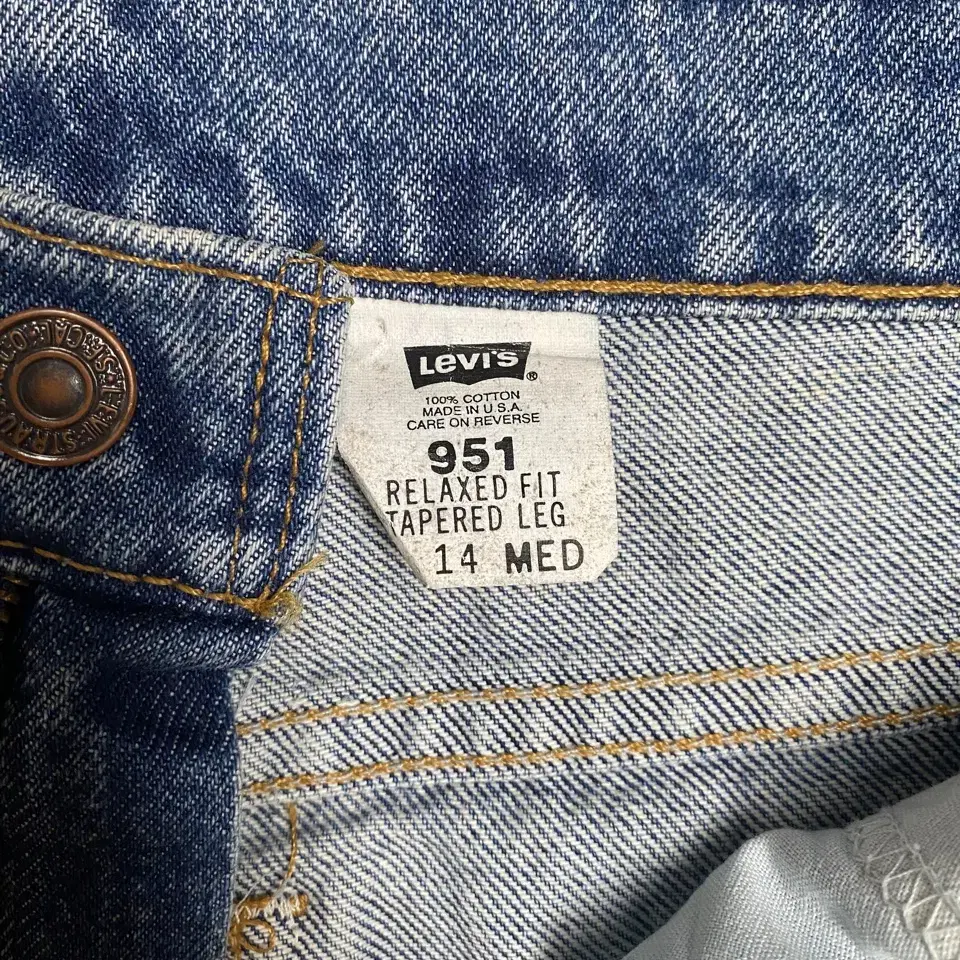 LEVI'S ®
100% COTTON
MADE IN U.S.A.
CARE ON REVERSE
951
RELAXED FIT
TAPERED LEG
14 MED